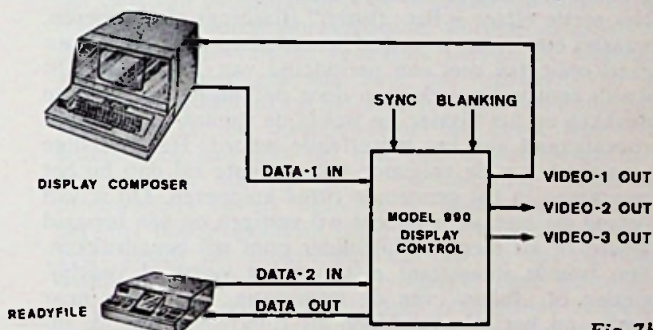 SYNC BLANKING
DATA-1 IN
DISPLAY COMPOSER
VIDEO-1 OUT
MODEL 990
DISPLAY
CONTROL
VIDEO-2 OUT
VIDEO-3 OUT
DATA-2 IN
READYFILE
DATA OUT